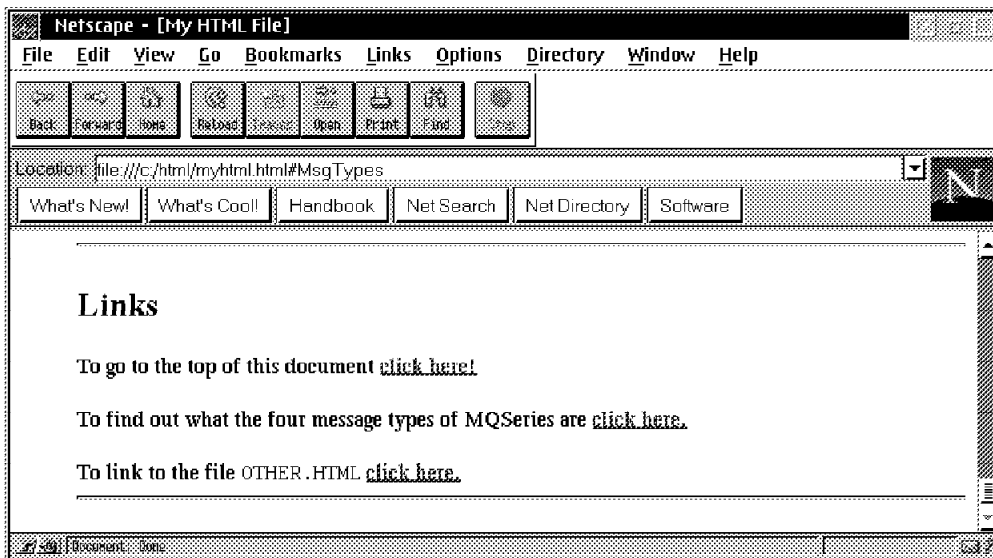 Netscape - [My HTML File]
File Edit View Go Bookmarks Links Options Directory Window Help
Back Forward Home Reload Images Open Print Find Stop
Location: file:///c:/html/myhtml.html#MsgTypes
What's New! What's Cool! Handbook Net Search Net Directory Software
N
Links
To go to the top of this document click here!
To find out what the four message types of MQSeries are click here.
To link to the file OTHER.HTML click here.
Document: Done